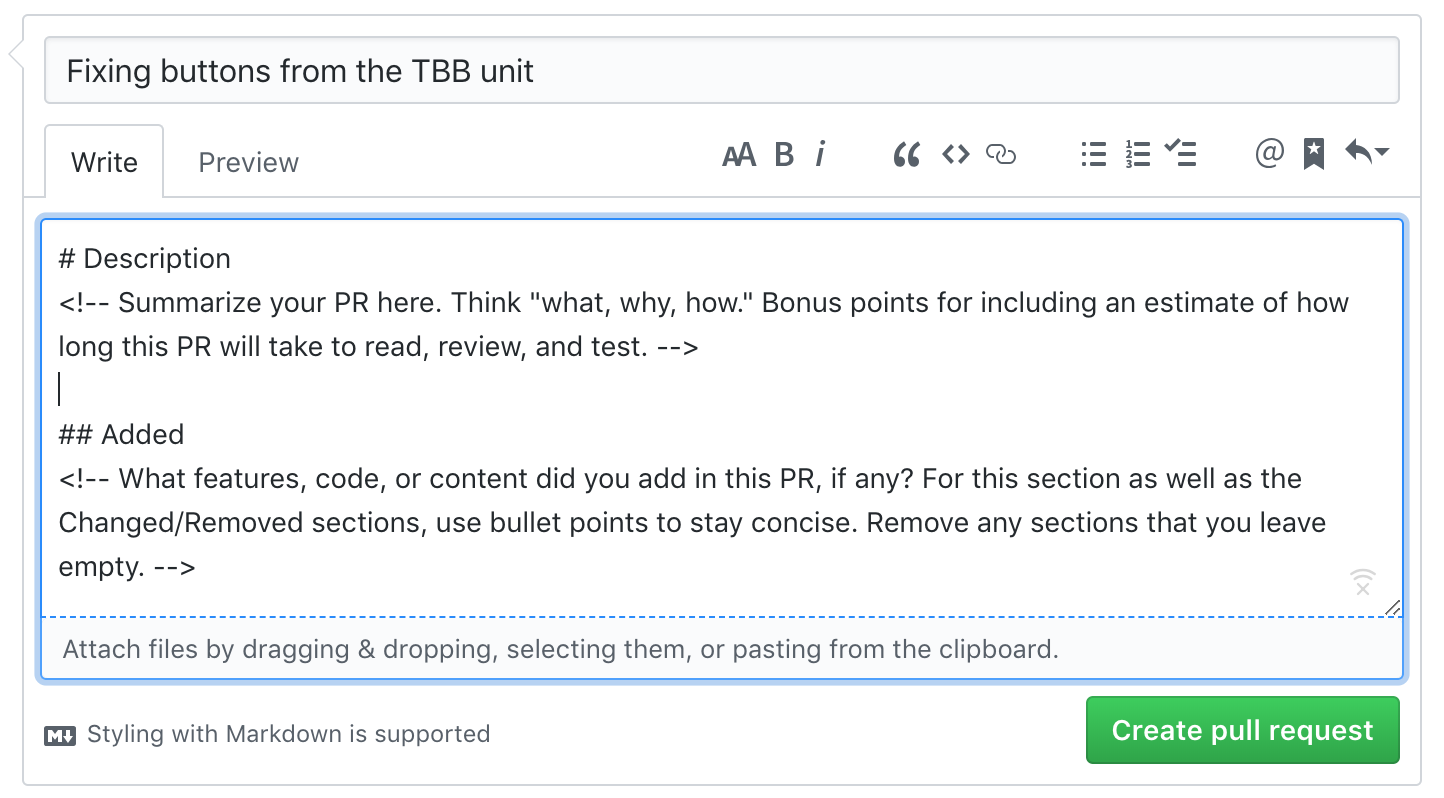 Fixing buttons from the TBB unit
Write Preview
# Description
<!-- Summarize your PR here. Think "what, why, how." Bonus points for including an estimate of how
long this PR will take to read, review, and test. -->
## Added
<!-- What features, code, or content did you add in this PR, if any? For this section as well as the
Changed/Removed sections, use bullet points to stay concise. Remove any sections that you leave
empty. -->
Attach files by dragging & dropping, selecting them, or pasting from the clipboard.
Styling with Markdown is supported
Create pull request